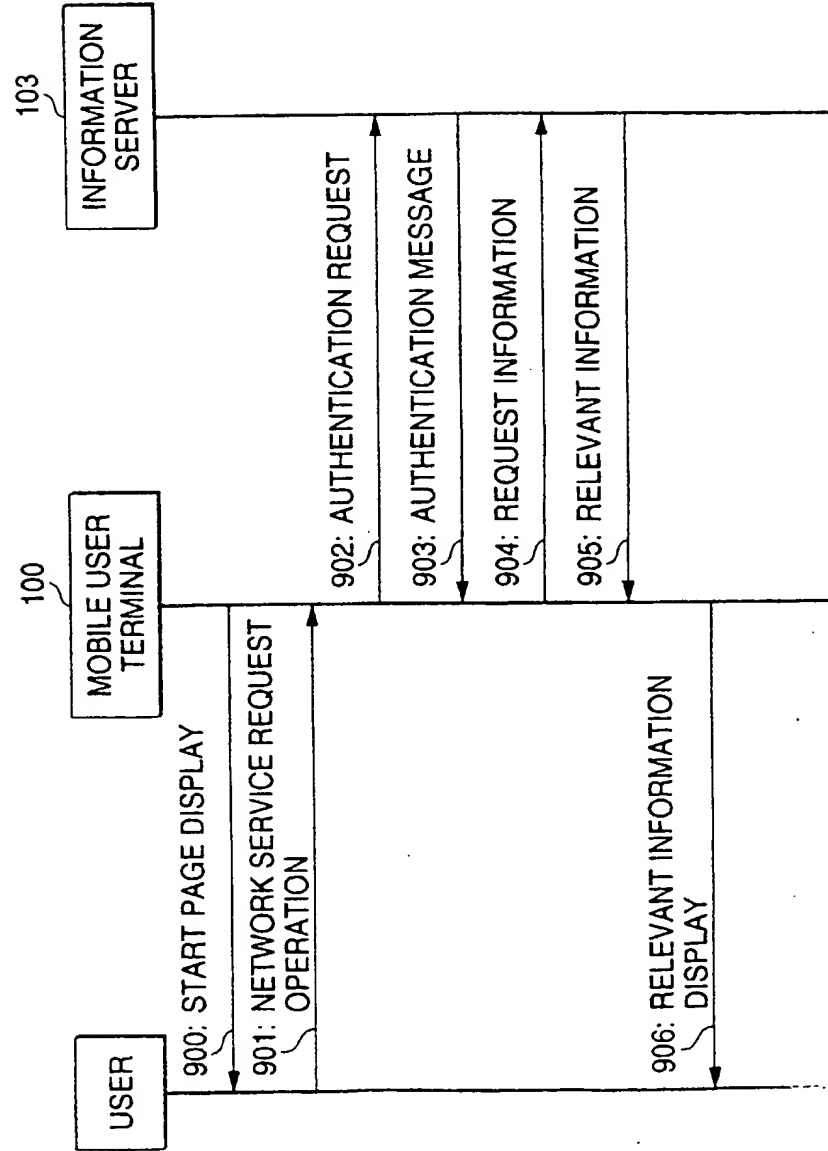 USER
100
MOBILE USER
TERMINAL
103
INFORMATION
SERVER
900: START PAGE DISPLAY
901: NETWORK SERVICE REQUEST
OPERATION
902: AUTHENTICATION REQUEST
903: AUTHENTICATION MESSAGE
904: REQUEST INFORMATION
905: RELEVANT INFORMATION
906: RELEVANT INFORMATION
DISPLAY